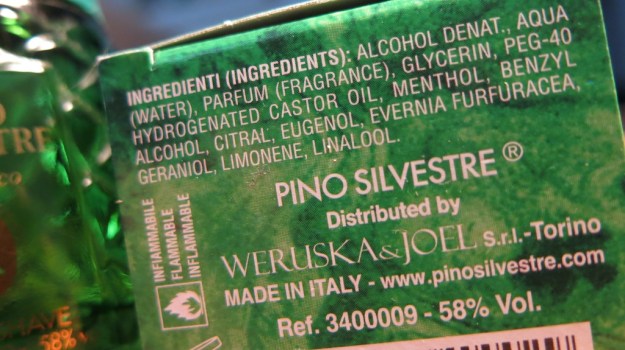 INGREDIENTI (INGREDIENTS): ALCOHOL DENAT., AQUA
(WATER), PARFUM (FRAGRANCE), GLYCERIN, PEG-40
HYDROGENATED CASTOR OIL, MENTHOL, BENZYL
ALCOHOL, CITRAL, EUGENOL, EVERNIA FURFURACEA,
GERANIOL, LIMONENE, LINALOOL.
PINO SILVESTRE ®
Distributed by
WERUSKA&JOEL s.r.l.-Torino
MADE IN ITALY - www.pinosilvestre.com
Ref. 3400009 - 58% Vol.
INFIAMMABILE
FLAMMABLE
INFLAMMABLE
58%